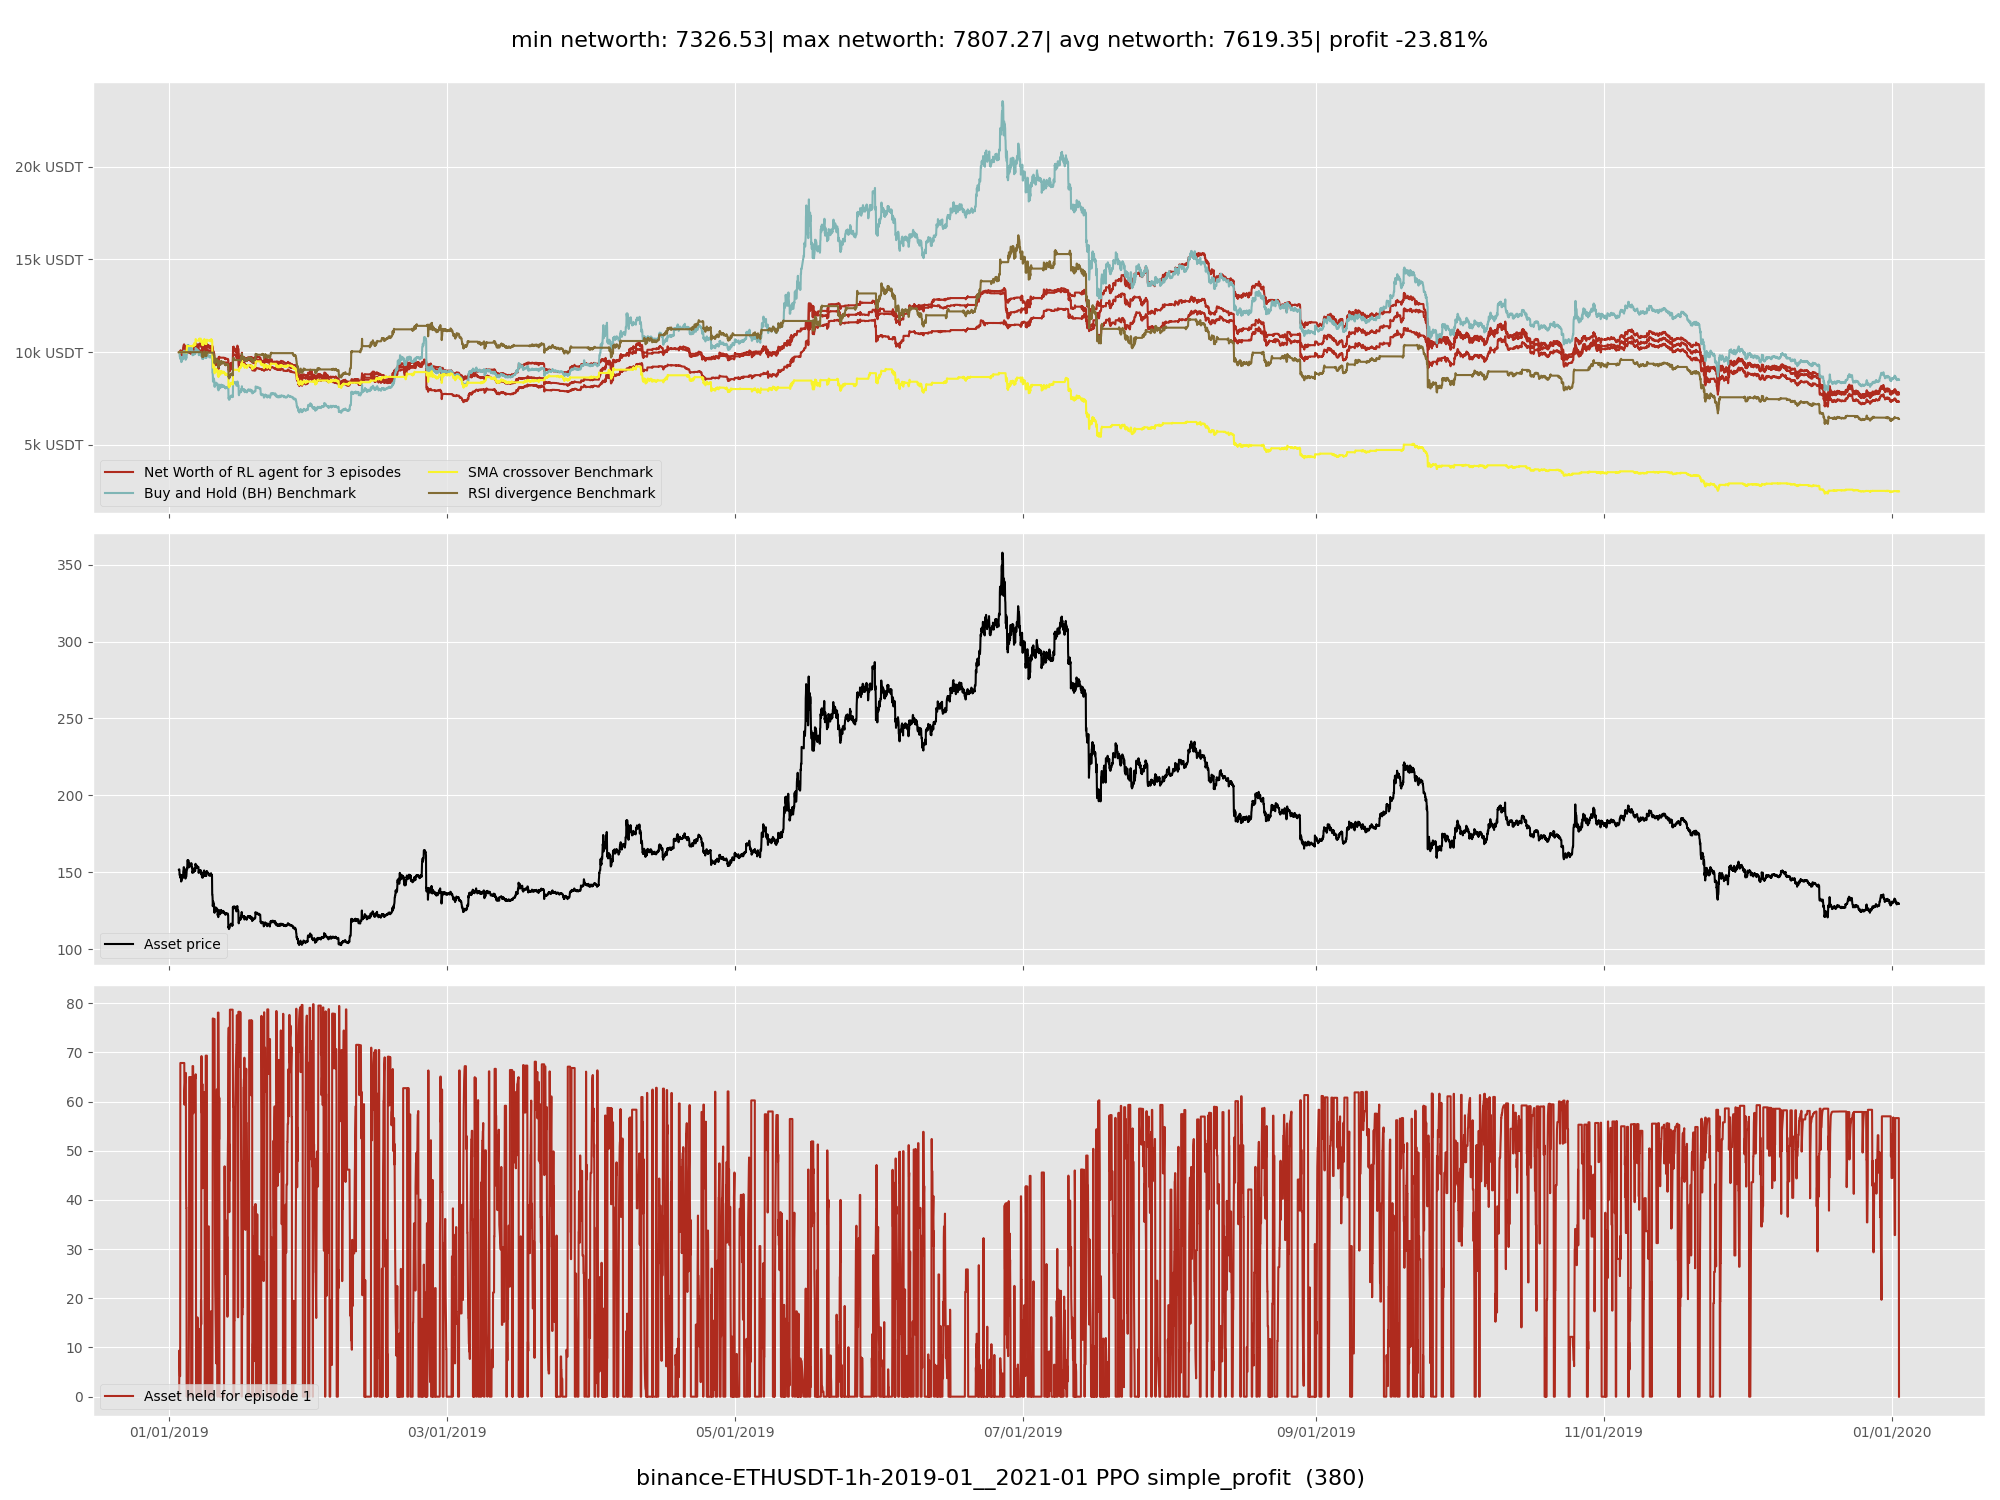 min networth: 7326.53| max networth: 7807.27| avg networth: 7619.35| profit -23.81%
20k USDT
15k USDT
10k USDT
5k USDT
Net Worth of RL agent for 3 episodes
Buy and Hold (BH) Benchmark
SMA crossover Benchmark
RSI divergence Benchmark
350
300
250
200
150
100
Asset price
80
70
60
50
40
30
20
10
0
Asset held for episode 1
01/01/2019 03/01/2019 05/01/2019 07/01/2019 09/01/2019 11/01/2019 01/01/2020
binance-ETHUSDT-1h-2019-01__2021-01 PPO simple_profit (380)